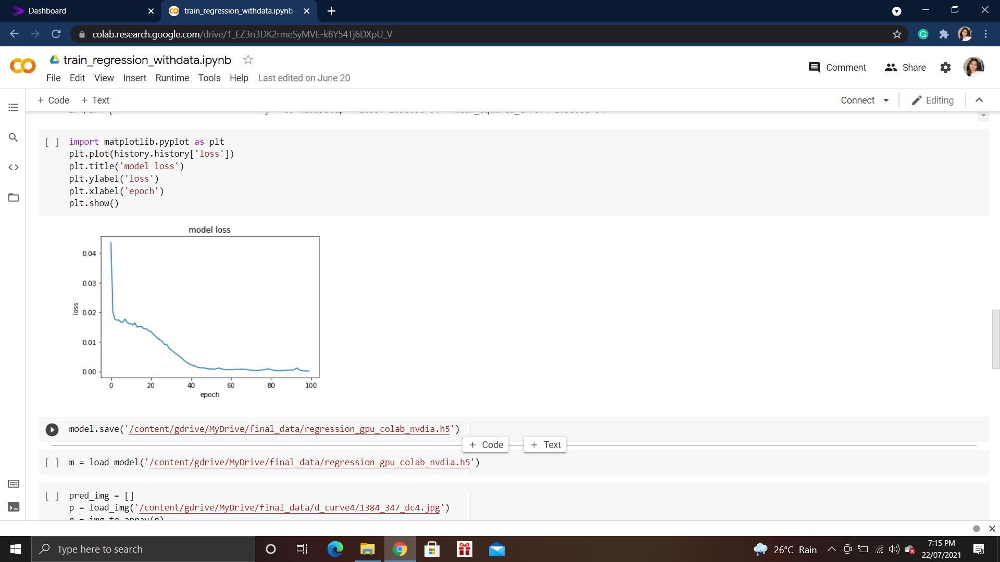 Dashboard
train_regression_withdata.ipynb -
colab.research.google.com/drive/1_EZ3n3DK2rmeSyMVE-k8Y54Tj6DXpU_V
train_regression_withdata.ipynb
File Edit View Insert Runtime Tools Help Last edited on June 20
Comment Share
+ Code + Text
Connect Editing
[ ] import matplotlib.pyplot as plt
plt.plot(history.history['loss'])
plt.title('model loss')
plt.ylabel('loss')
plt.xlabel('epoch')
plt.show()
model loss
0.04
0.03
0.02
0.01
0.00
loss
0 20 40 60 80 100
epoch
model.save('/content/gdrive/MyDrive/final_data/regression_gpu_colab_nvdia.h5')
+ Code + Text
[ ] m = load_model('/content/gdrive/MyDrive/final_data/regression_gpu_colab_nvdia.h5')
[ ] pred_img = []
p = load_img('/content/gdrive/MyDrive/final_data/d_curve4/1384_347_dc4.jpg')
p = img_to_array(p)
Type here to search
26°C Rain
7:15 PM
22/07/2021